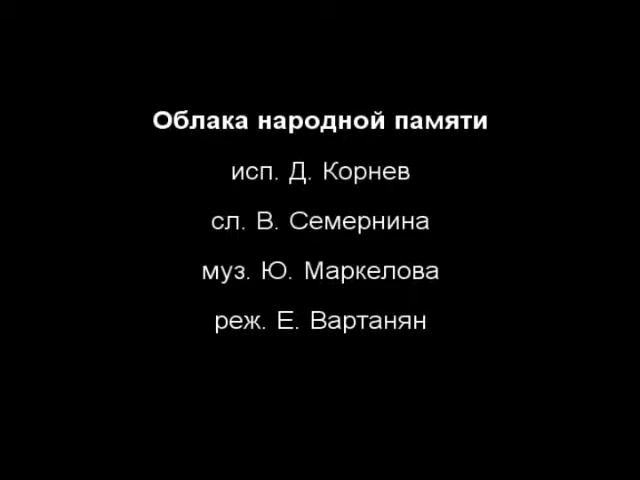 Облака народной памяти
исп. Д. Корнев
сл. В. Семернина
муз. Ю. Маркелова
реж. Е. Вартанян